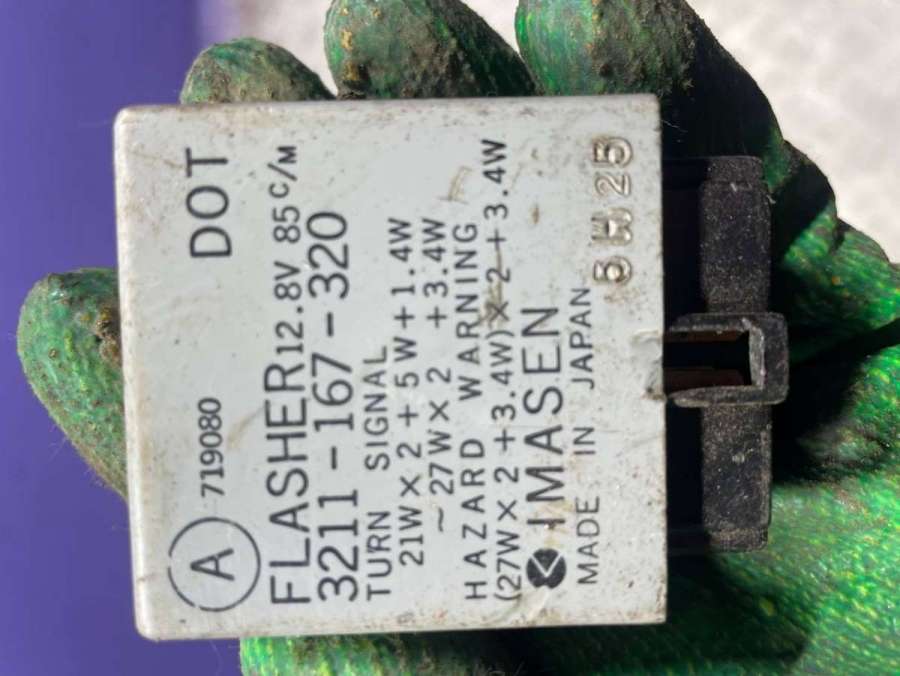 DOT
A 719080
FLASHER 12.8V 85C/M
3211-167-320
TURN SIGNAL
21W×2+5W+1.4W
~27W×2+3.4W
HAZARD WARNING
(27W×2+3.4W)×2+3.4W
IMASEN
MADE IN JAPAN
5H25